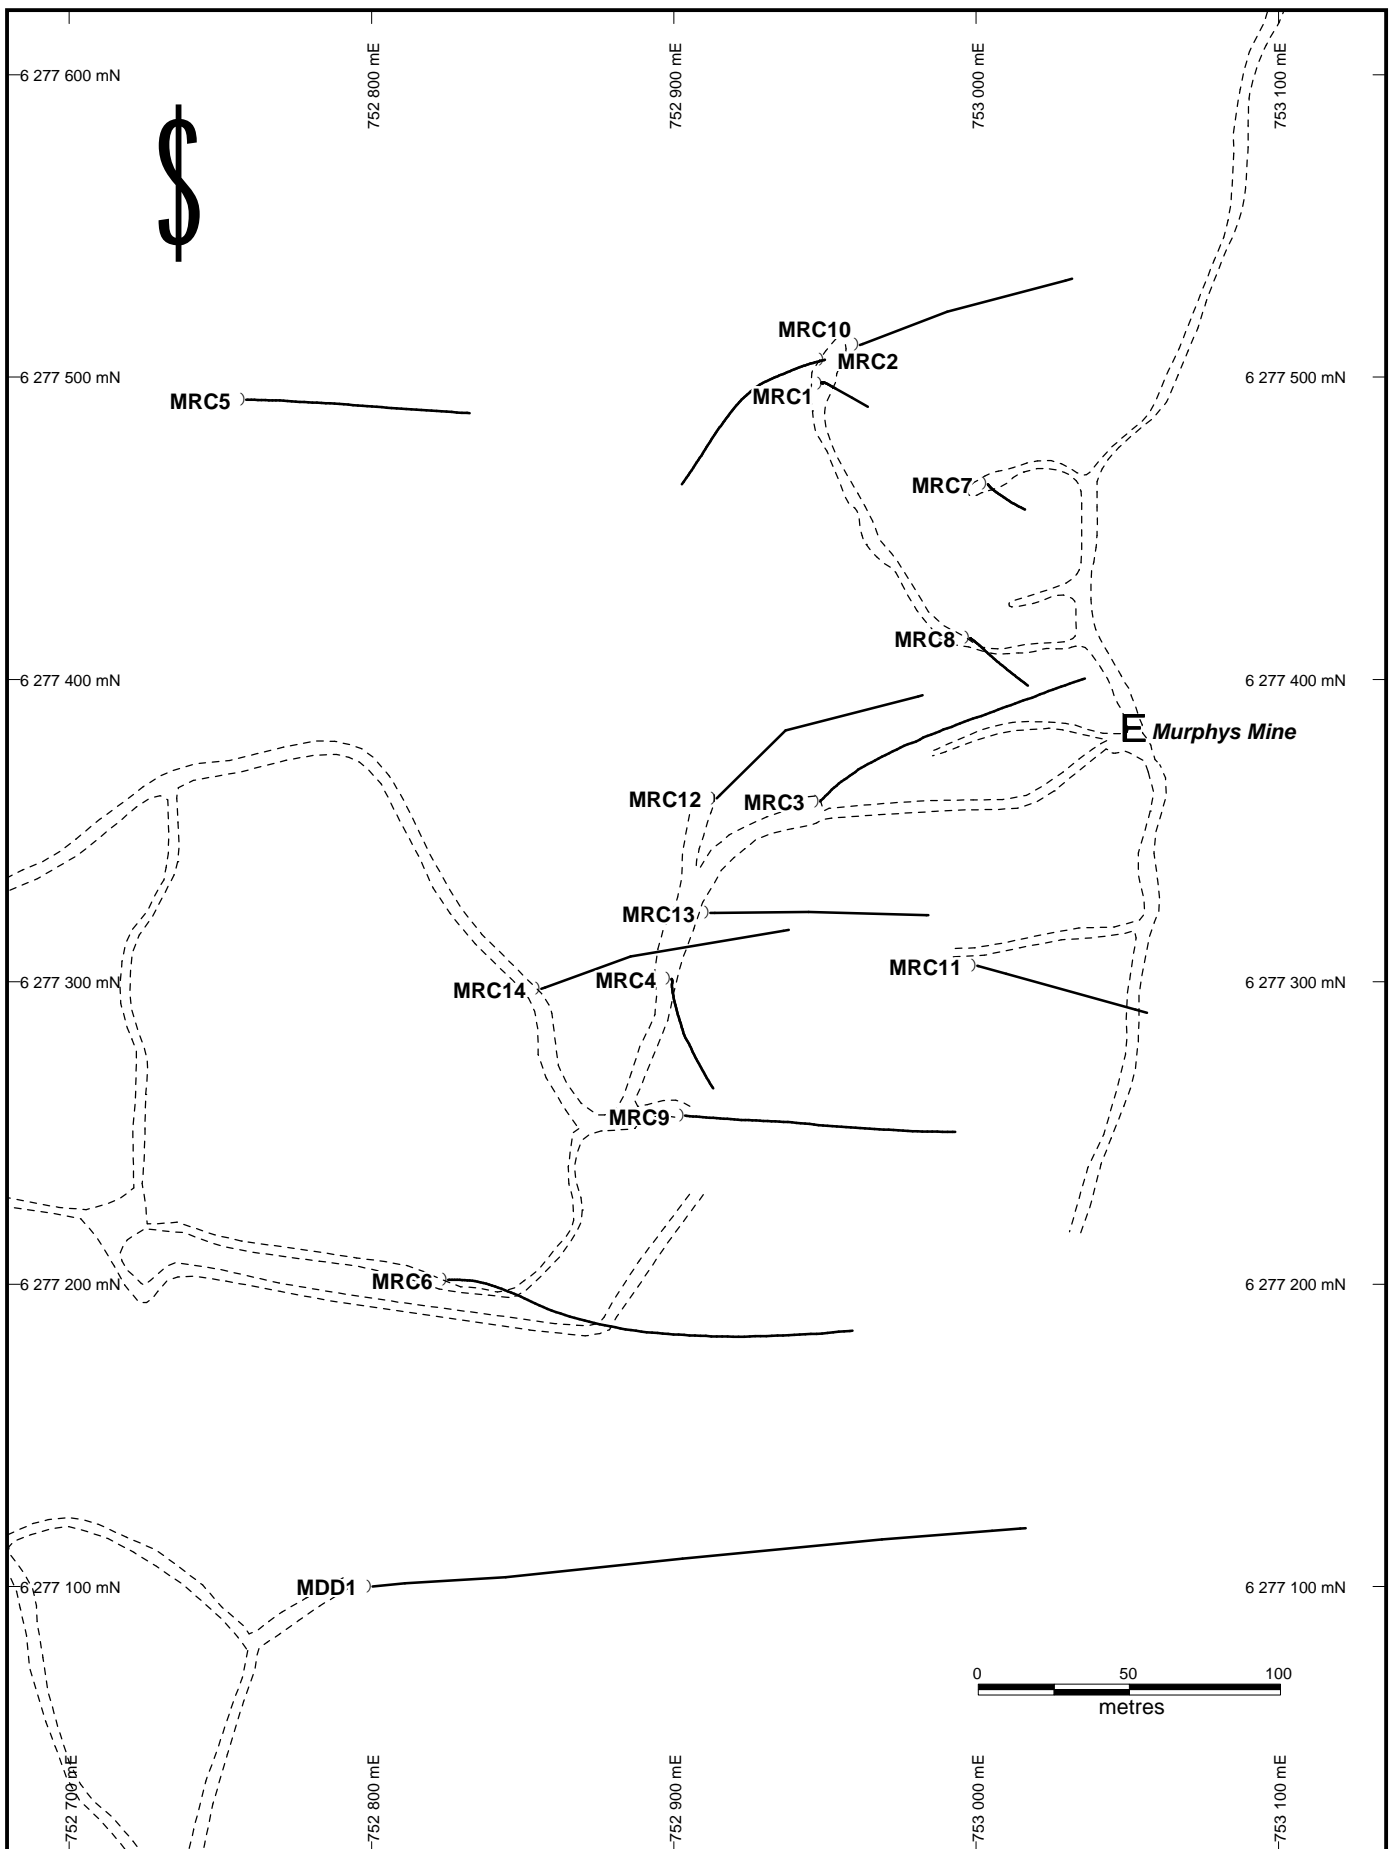 752 800 mE
752 900 mE
753 000 mE
753 100 mE
6 277 600 mN
$
MRC10
MRC2
6 277 500 mN
MRC1
MRC5
MRC7
MRC8
6 277 400 mN
6 277 400 mN
E Murphys Mine
MRC12
MRC3
MRC13
MRC11
MRC4
MRC14
6 277 300 mN
6 277 300 mN
MRC9
MRC6
6 277 200 mN
6 277 200 mN
MDD1
6 277 100 mN
6 277 100 mN
0 50 100
metres
752 700 mE
752 800 mE
752 900 mE
753 000 mE
753 100 mE